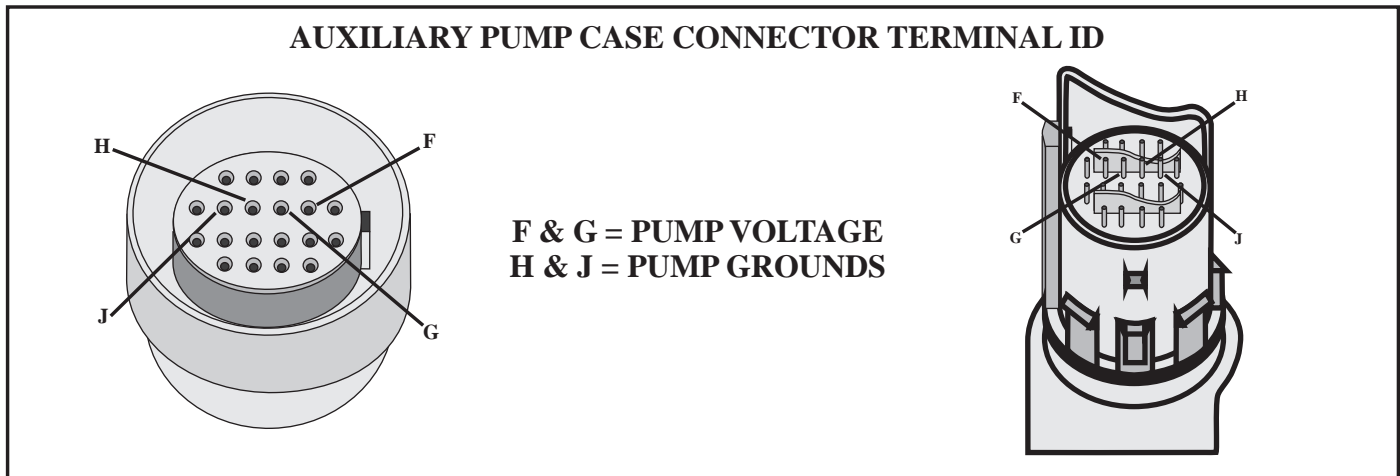 AUXILIARY PUMP CASE CONNECTOR TERMINAL ID
H
F
J
G
F & G = PUMP VOLTAGE
H & J = PUMP GROUNDS
F
H
G
J